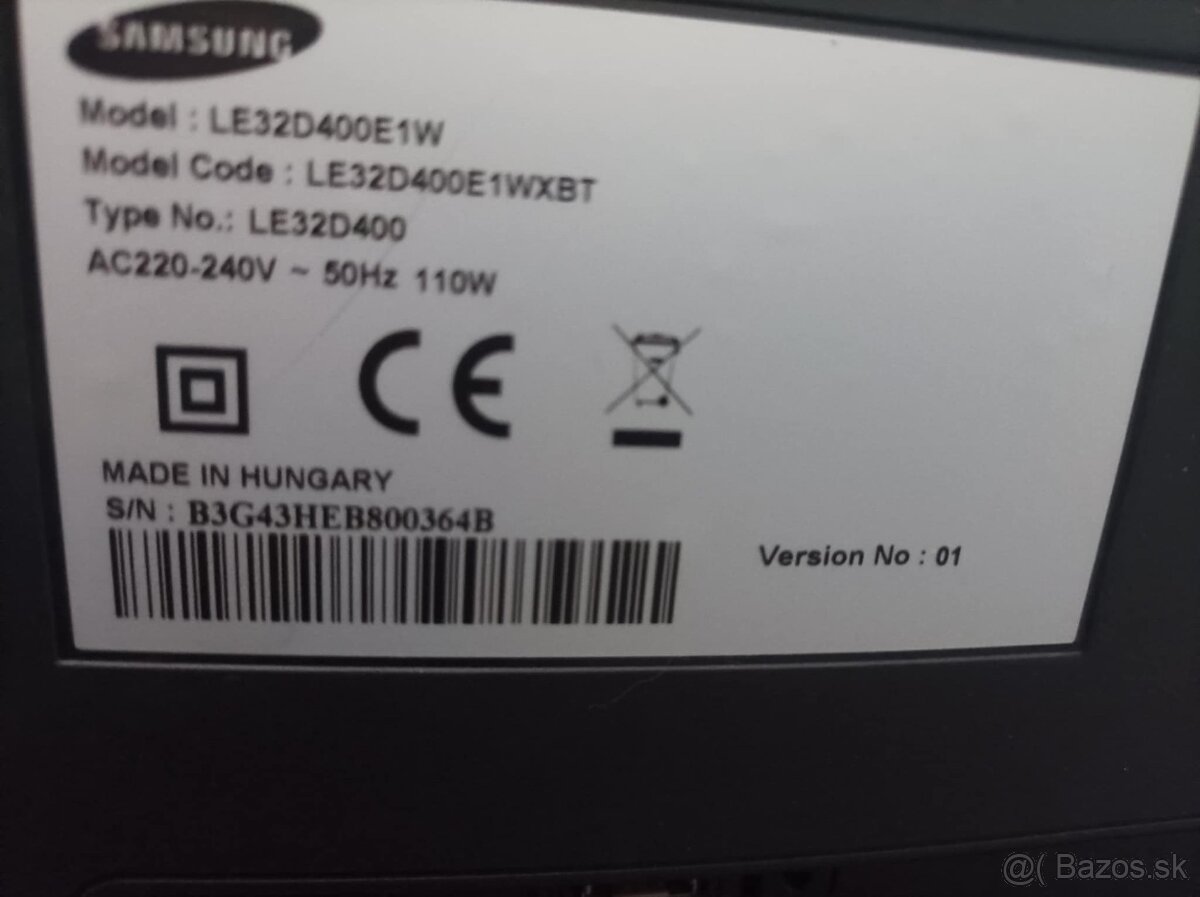 SAMSUNG
Model : LE32D400E1W
Model Code : LE32D400E1WXBT
Type No.: LE32D400
AC220-240V ~ 50Hz 110W
CE
MADE IN HUNGARY
S/N : B3G43HEB800364B
Version No : 01
@( Bazos.sk